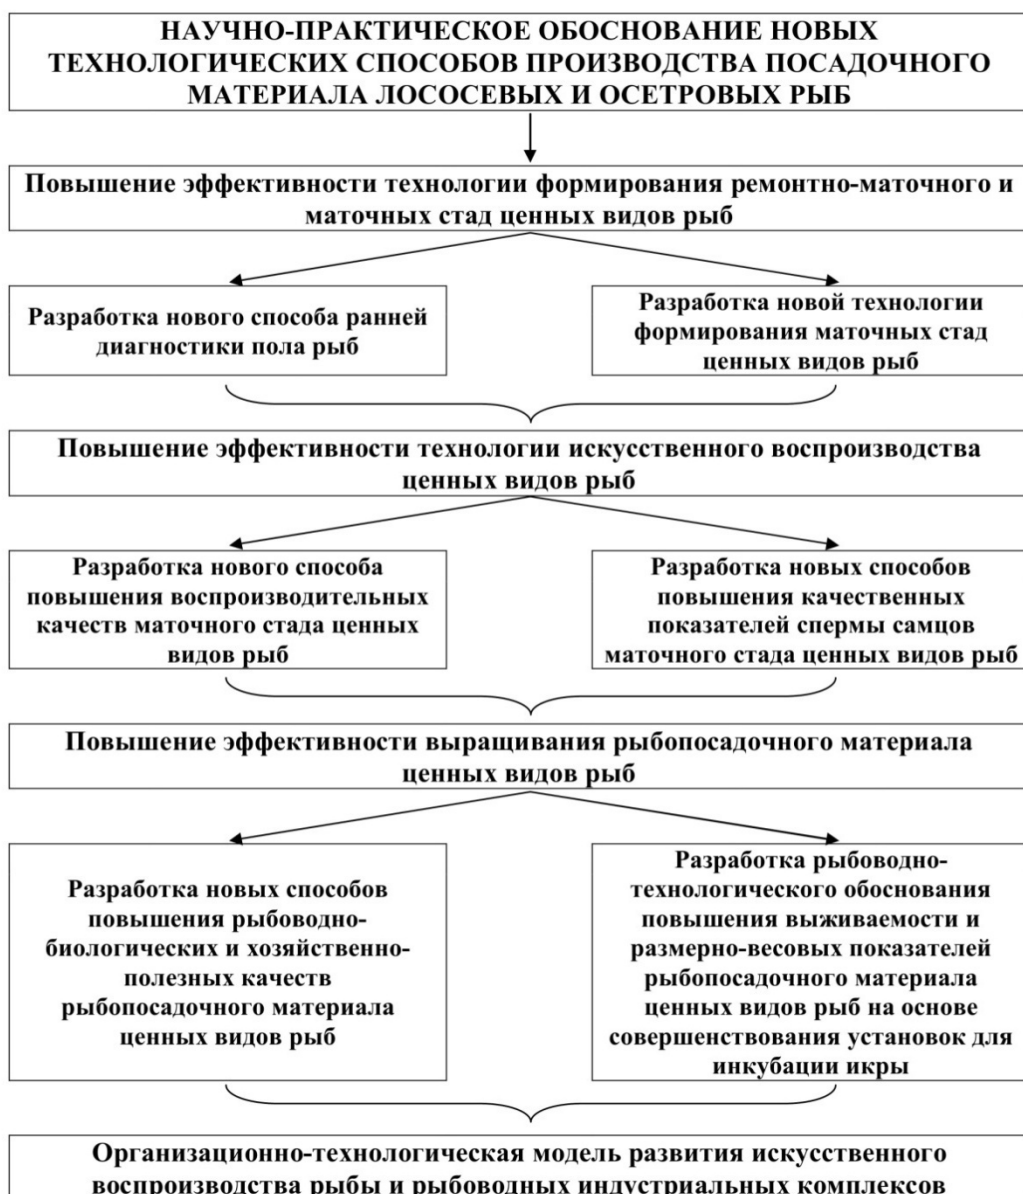 НАУЧНО-ПРАКТИЧЕСКОЕ ОБОСНОВАНИЕ НОВЫХ
ТЕХНОЛОГИЧЕСКИХ СПОСОБОВ ПРОИЗВОДСТВА ПОСАДОЧНОГО
МАТЕРИАЛА ЛОСОСЕВЫХ И ОСЕТРОВЫХ РЫБ
Повышение эффективности технологии формирования ремонтно-маточного и
маточных стад ценных видов рыб
Разработка нового способа ранней
диагностики пола рыб
Разработка новой технологии
формирования маточных стад
ценных видов рыб
Повышение эффективности технологии искусственного воспроизводства
ценных видов рыб
Разработка нового способа
повышения воспроизводительных
качеств маточного стада ценных
видов рыб
Разработка новых способов
повышения качественных
показателей спермы самцов
маточного стада ценных видов рыб
Повышение эффективности выращивания рыбопосадочного материала
ценных видов рыб
Разработка новых способов
повышения рыбоводно-
биологических и хозяйственно-
полезных качеств
рыбопосадочного материала
ценных видов рыб
Разработка рыбоводно-
технологического обоснования
повышения выживаемости и
размерно-весовых показателей
рыбопосадочного материала
ценных видов рыб на основе
совершенствования установок для
инкубации икры
Организационно-технологическая модель развития искусственного
воспроизводства рыбы и рыбоводных индустриальных комплексов